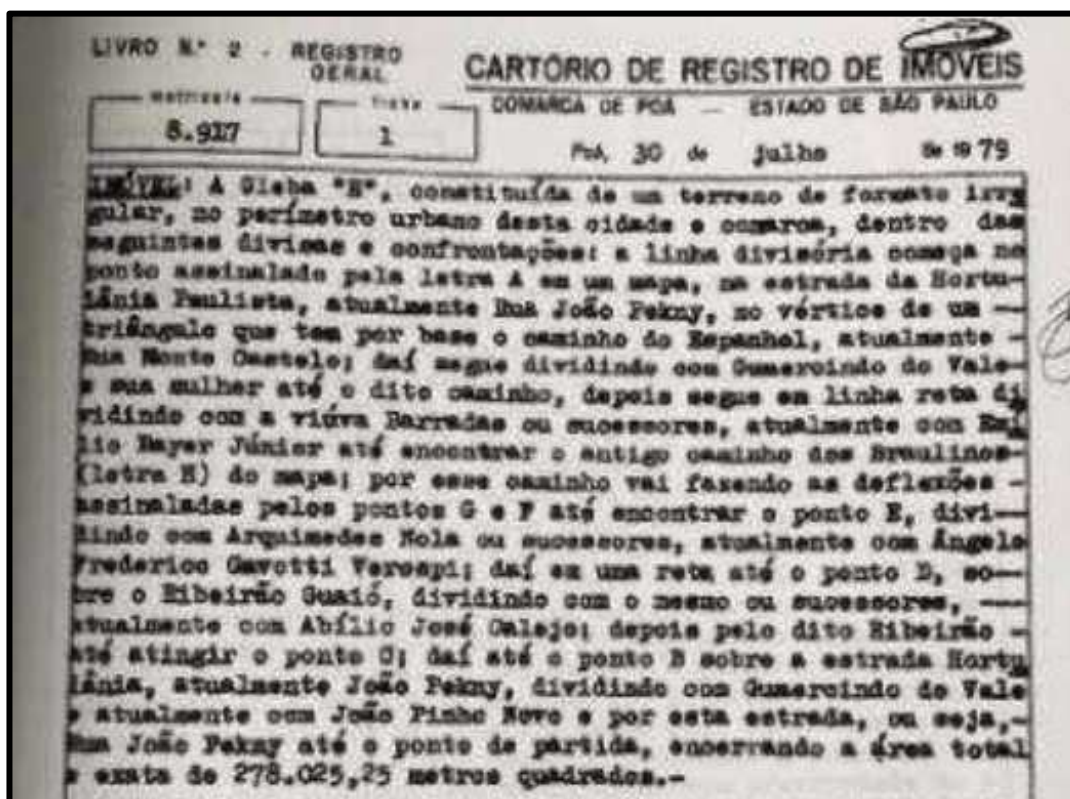 LIVRO N.º 2 - REGISTRO GERAL
CARTÓRIO DE REGISTRO DE IMÓVEIS
COMARCA DE POÁ — ESTADO DE SÃO PAULO
matrícula
8.917
ficha
1
Poá, 30 de julho de 1979
IMÓVEL: A Gleba "E", constituída de um terreno de formato irre
gular, no perímetro urbano desta cidade e comarca, dentro das
seguintes divisas e confrontações: a linha divisória começa no
ponto assinalado pela letra A em um mapa, na estrada da Hortu-
lânia Paulista, atualmente Rua João Pekny, no vértice de um —
triângulo que tem por base o caminho do Espanhol, atualmente -
Rua Monte Castelo; daí segue dividindo com Gumercindo do Vale-
e sua mulher até o dito caminho, depois segue em linha reta di
vidindo com a viúva Barradas ou sucessores, atualmente com Emí
lio Bayer Júnior até encontrar o antigo caminho dos Braulinos-
(letra H) do mapa; por esse caminho vai fazendo as deflexões -
assinaladas pelos pontos G e F até encontrar o ponto E, divi—
dindo com Arquimedes Nola ou sucessores, atualmente com Ângelo
Frederico Gavotti; daí em uma reta até o ponto D, so—
bre o Ribeirão Guaió, dividindo com o mesmo ou sucessores, —
atualmente com Abílio José Calejo; depois pelo dito Ribeirão -
até atingir o ponto C; daí até o ponto B sobre a estrada Hortu
lânia, atualmente João Pekny, dividindo com Gumercindo do Vale
e atualmente com João Pinho Novo e por esta estrada, ou seja,-
Rua João Pekny até o ponto de partida, encerrando a área total
e exata de 278.025,25 metros quadrados.-